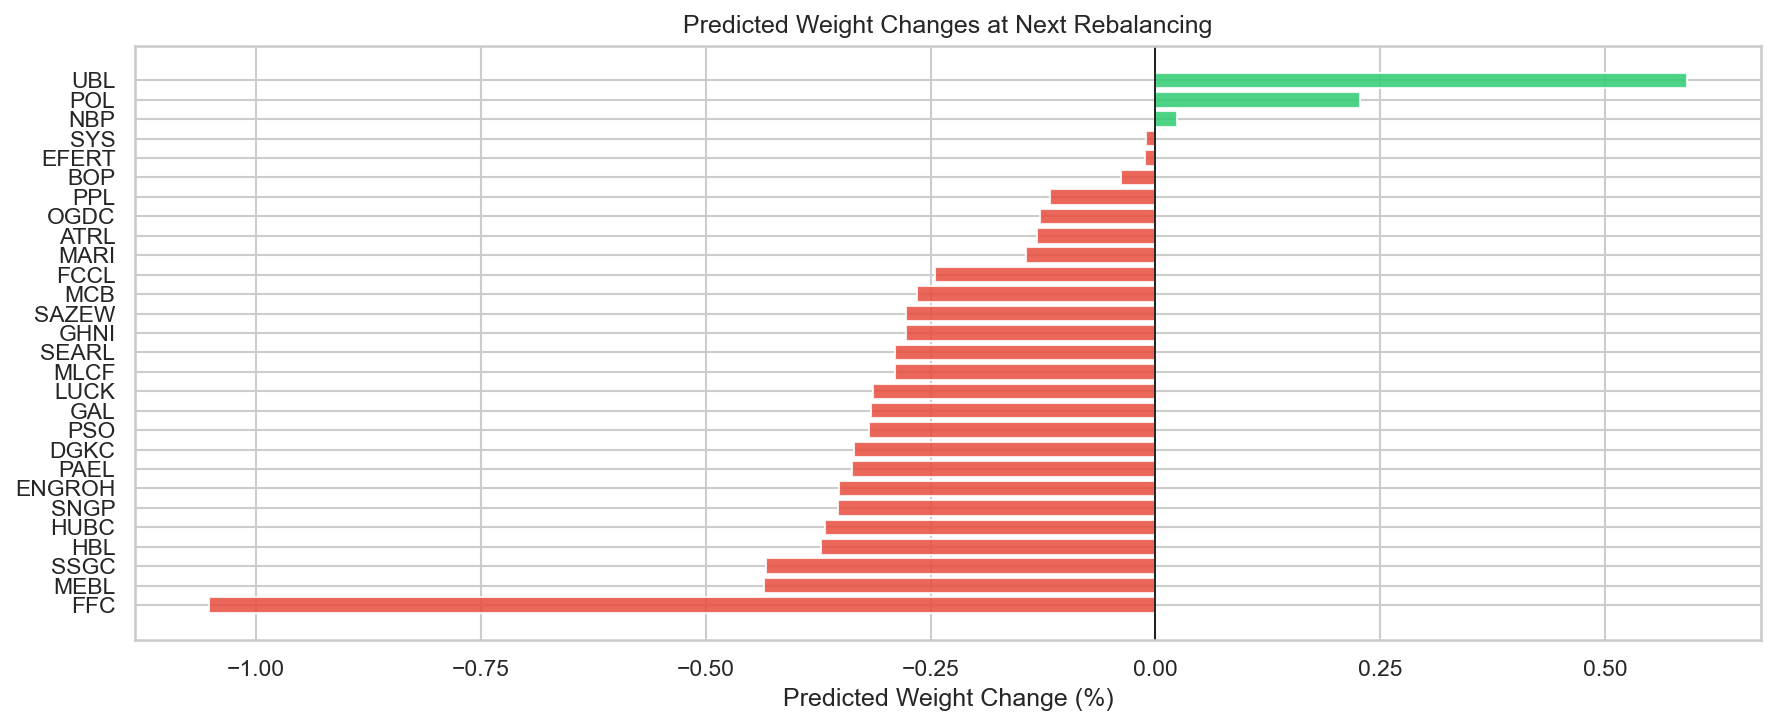 Predicted Weight Changes at Next Rebalancing
UBL
POL
NBP
SYS
EFERT
BOP
PPL
OGDC
ATRL
MARI
FCCL
MCB
SAZEW
GHNI
SEARL
MLCF
LUCK
GAL
PSO
DGKC
PAEL
ENGROH
SNGP
HUBC
HBL
SSGC
MEBL
FFC
−1.00 −0.75 −0.50 −0.25 0.00 0.25 0.50
Predicted Weight Change (%)